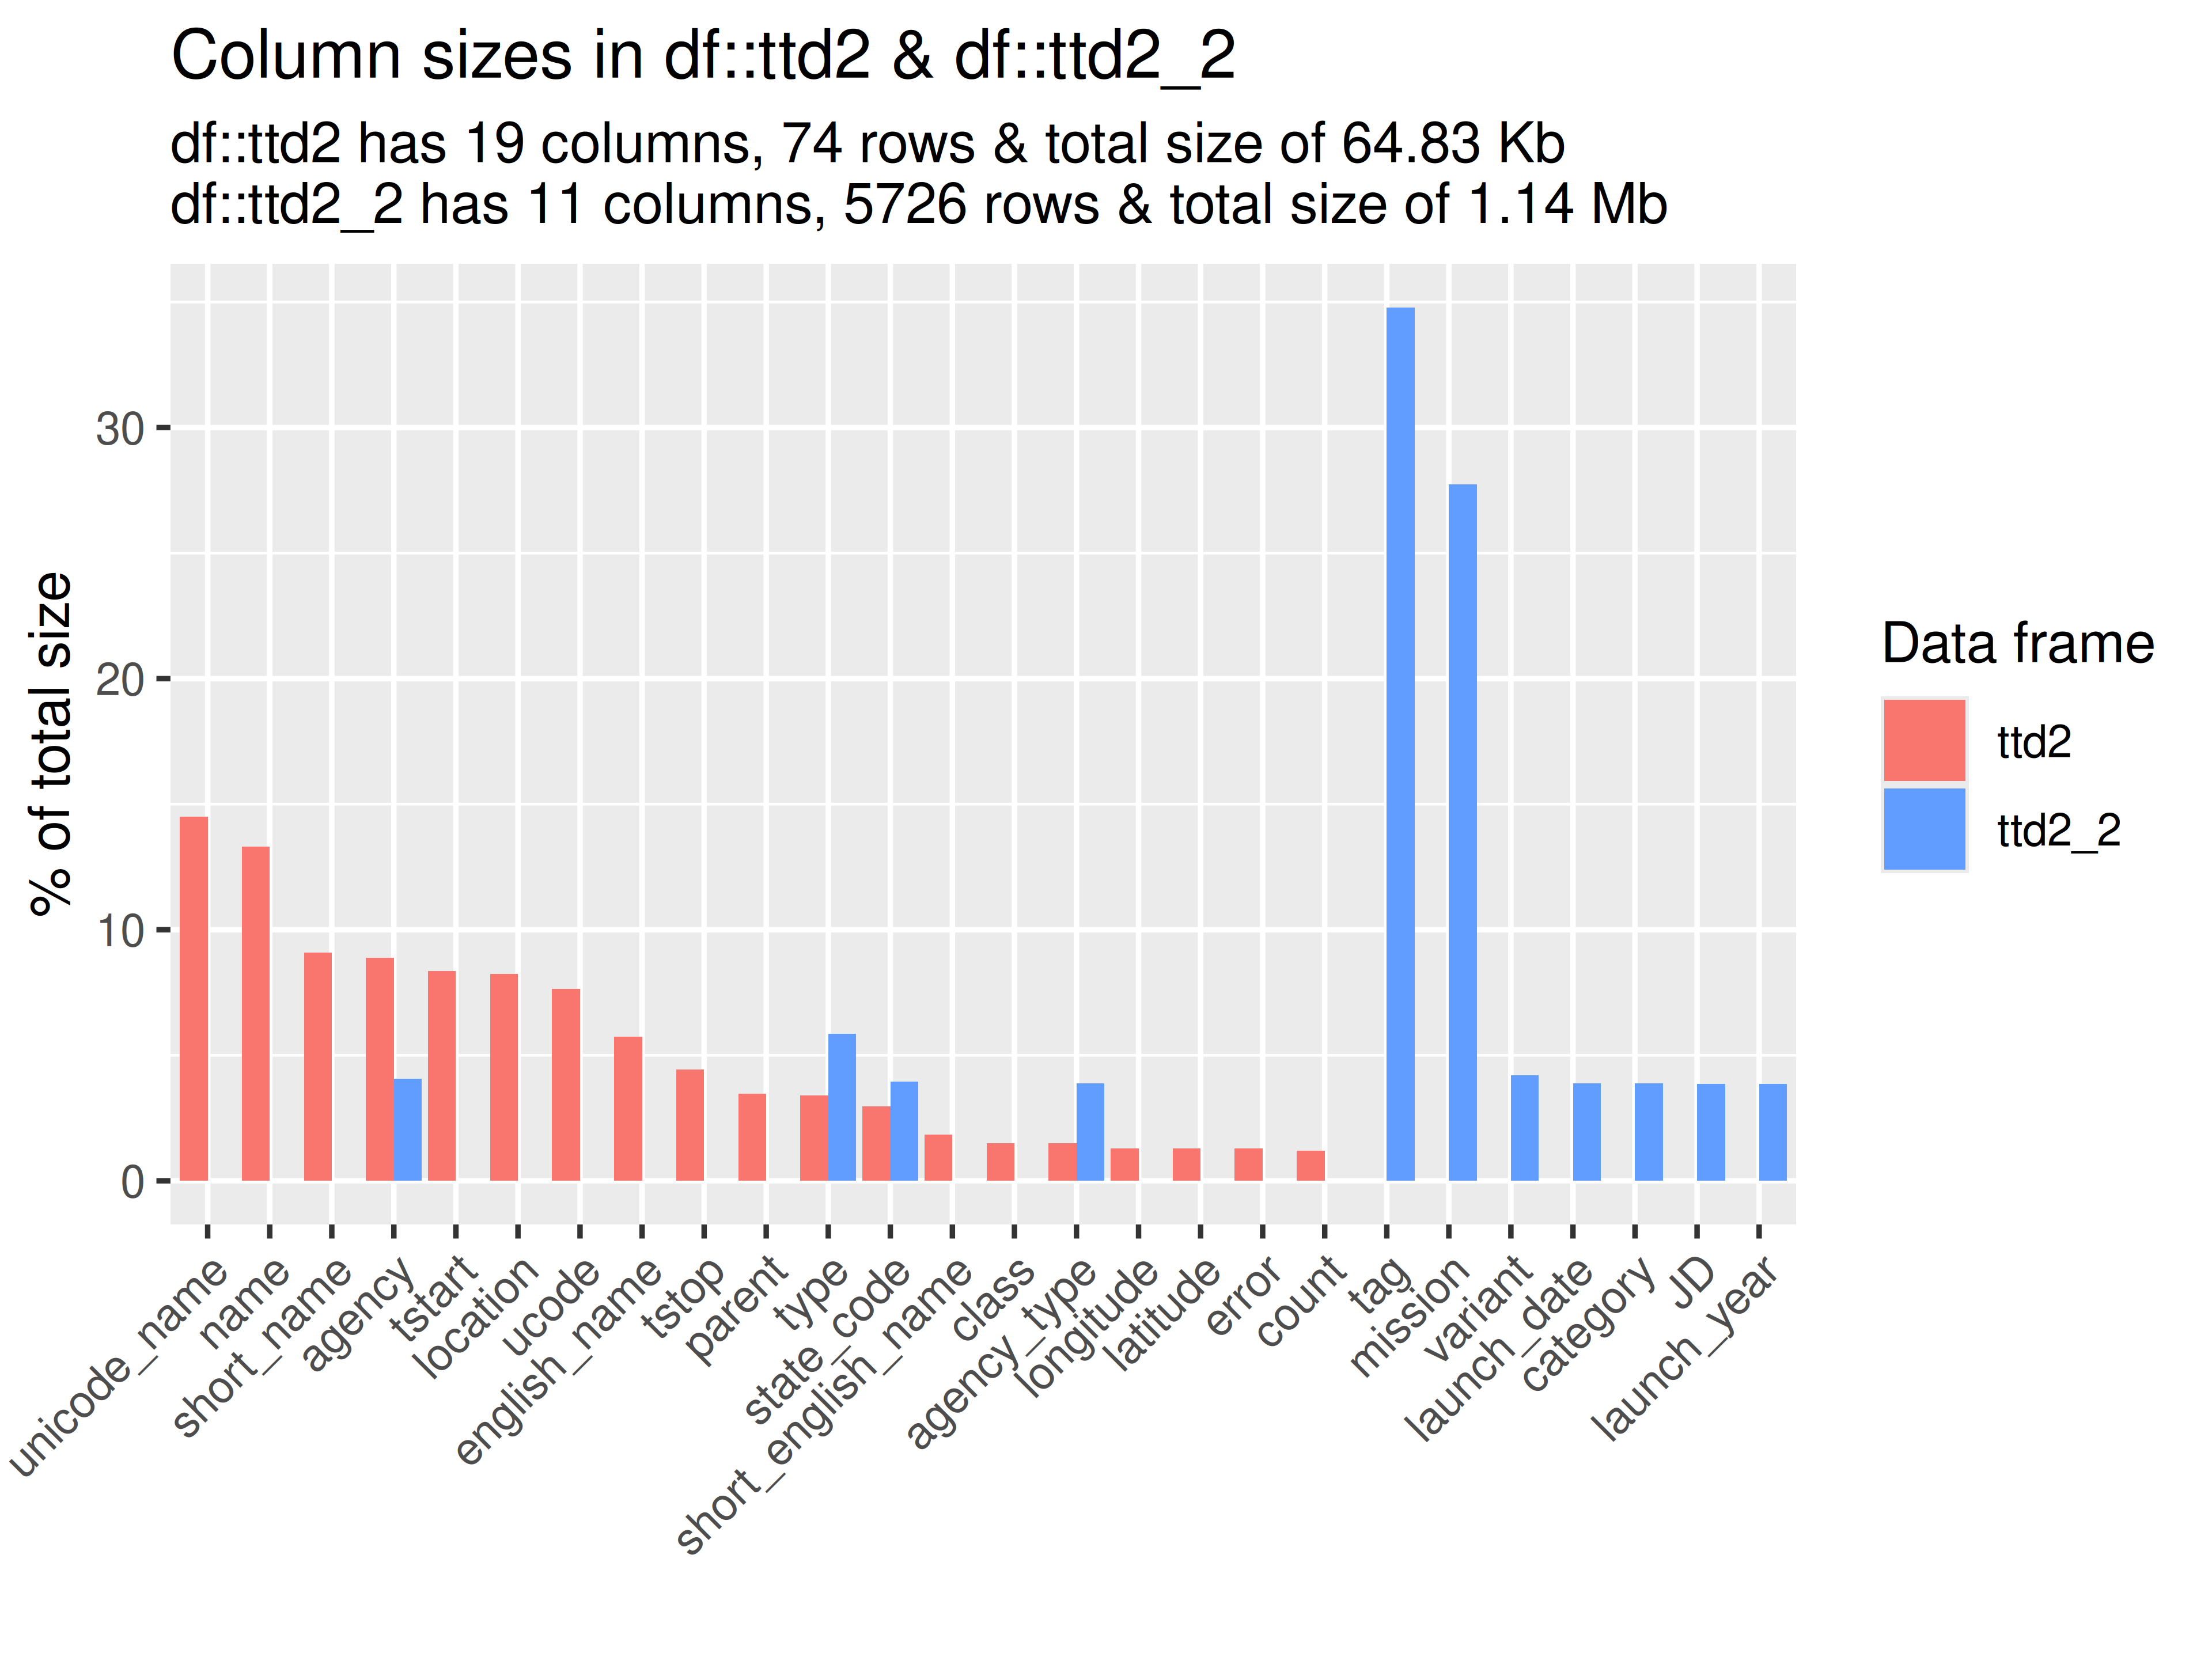 Column sizes in df::ttd2 & df::ttd2_2
df::ttd2 has 19 columns, 74 rows & total size of 64.83 Kb
df::ttd2_2 has 11 columns, 5726 rows & total size of 1.14 Mb
% of total size
30
20
10
0
unicode_name
name
short_name
agency
tstart
location
ucode
english_name
tstop
parent
type
state_code
short_english_name
class
agency_type
longitude
latitude
error
count
tag
mission
variant
launch_date
category
JD
launch_year
Data frame
ttd2
ttd2_2